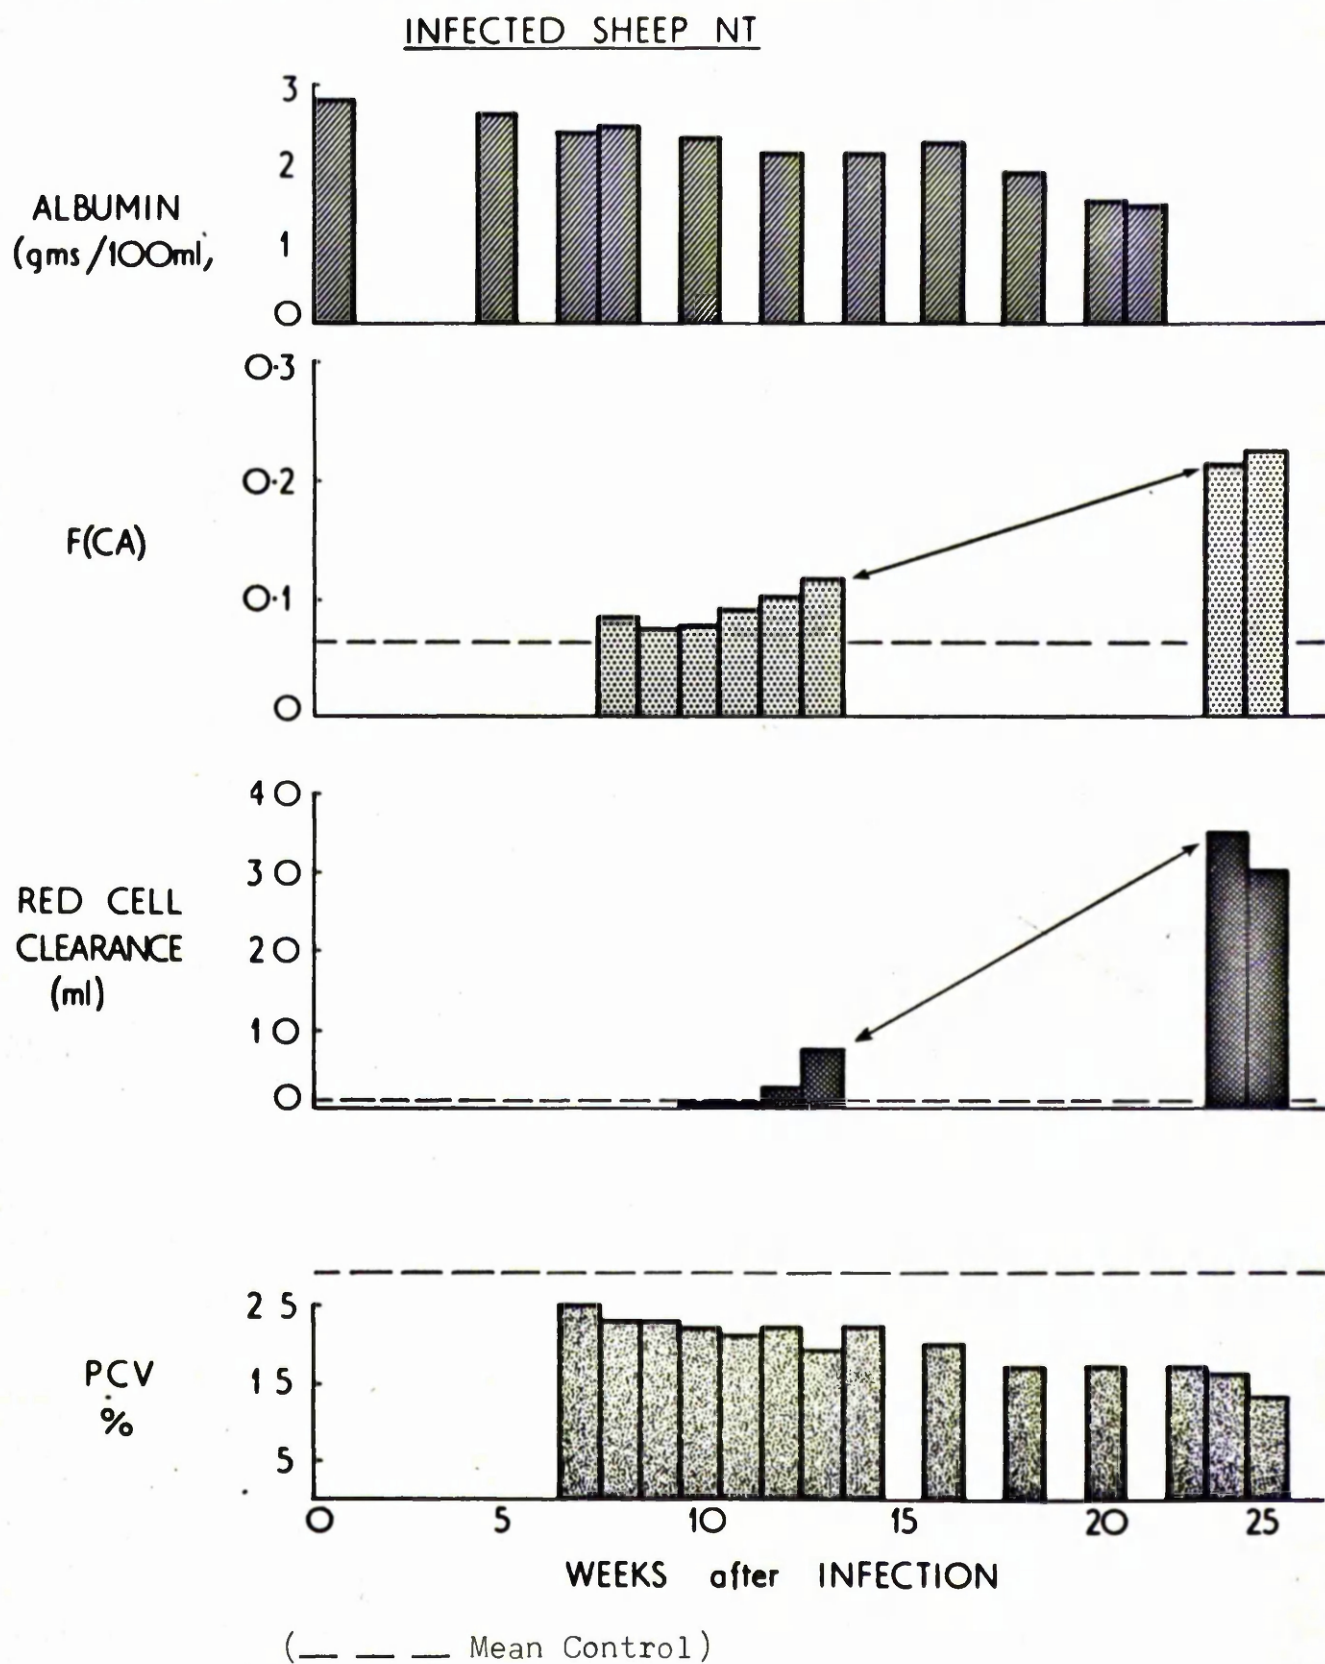 INFECTED SHEEP NT
3
2
1
0
ALBUMIN
(gms/100ml,
0·3
0·2
0·1
0
F(CA)
40
30
20
10
0
RED CELL
CLEARANCE
(ml)
25
15
5
PCV
%
0 5 10 15 20 25
WEEKS after INFECTION
(— — — Mean Control)